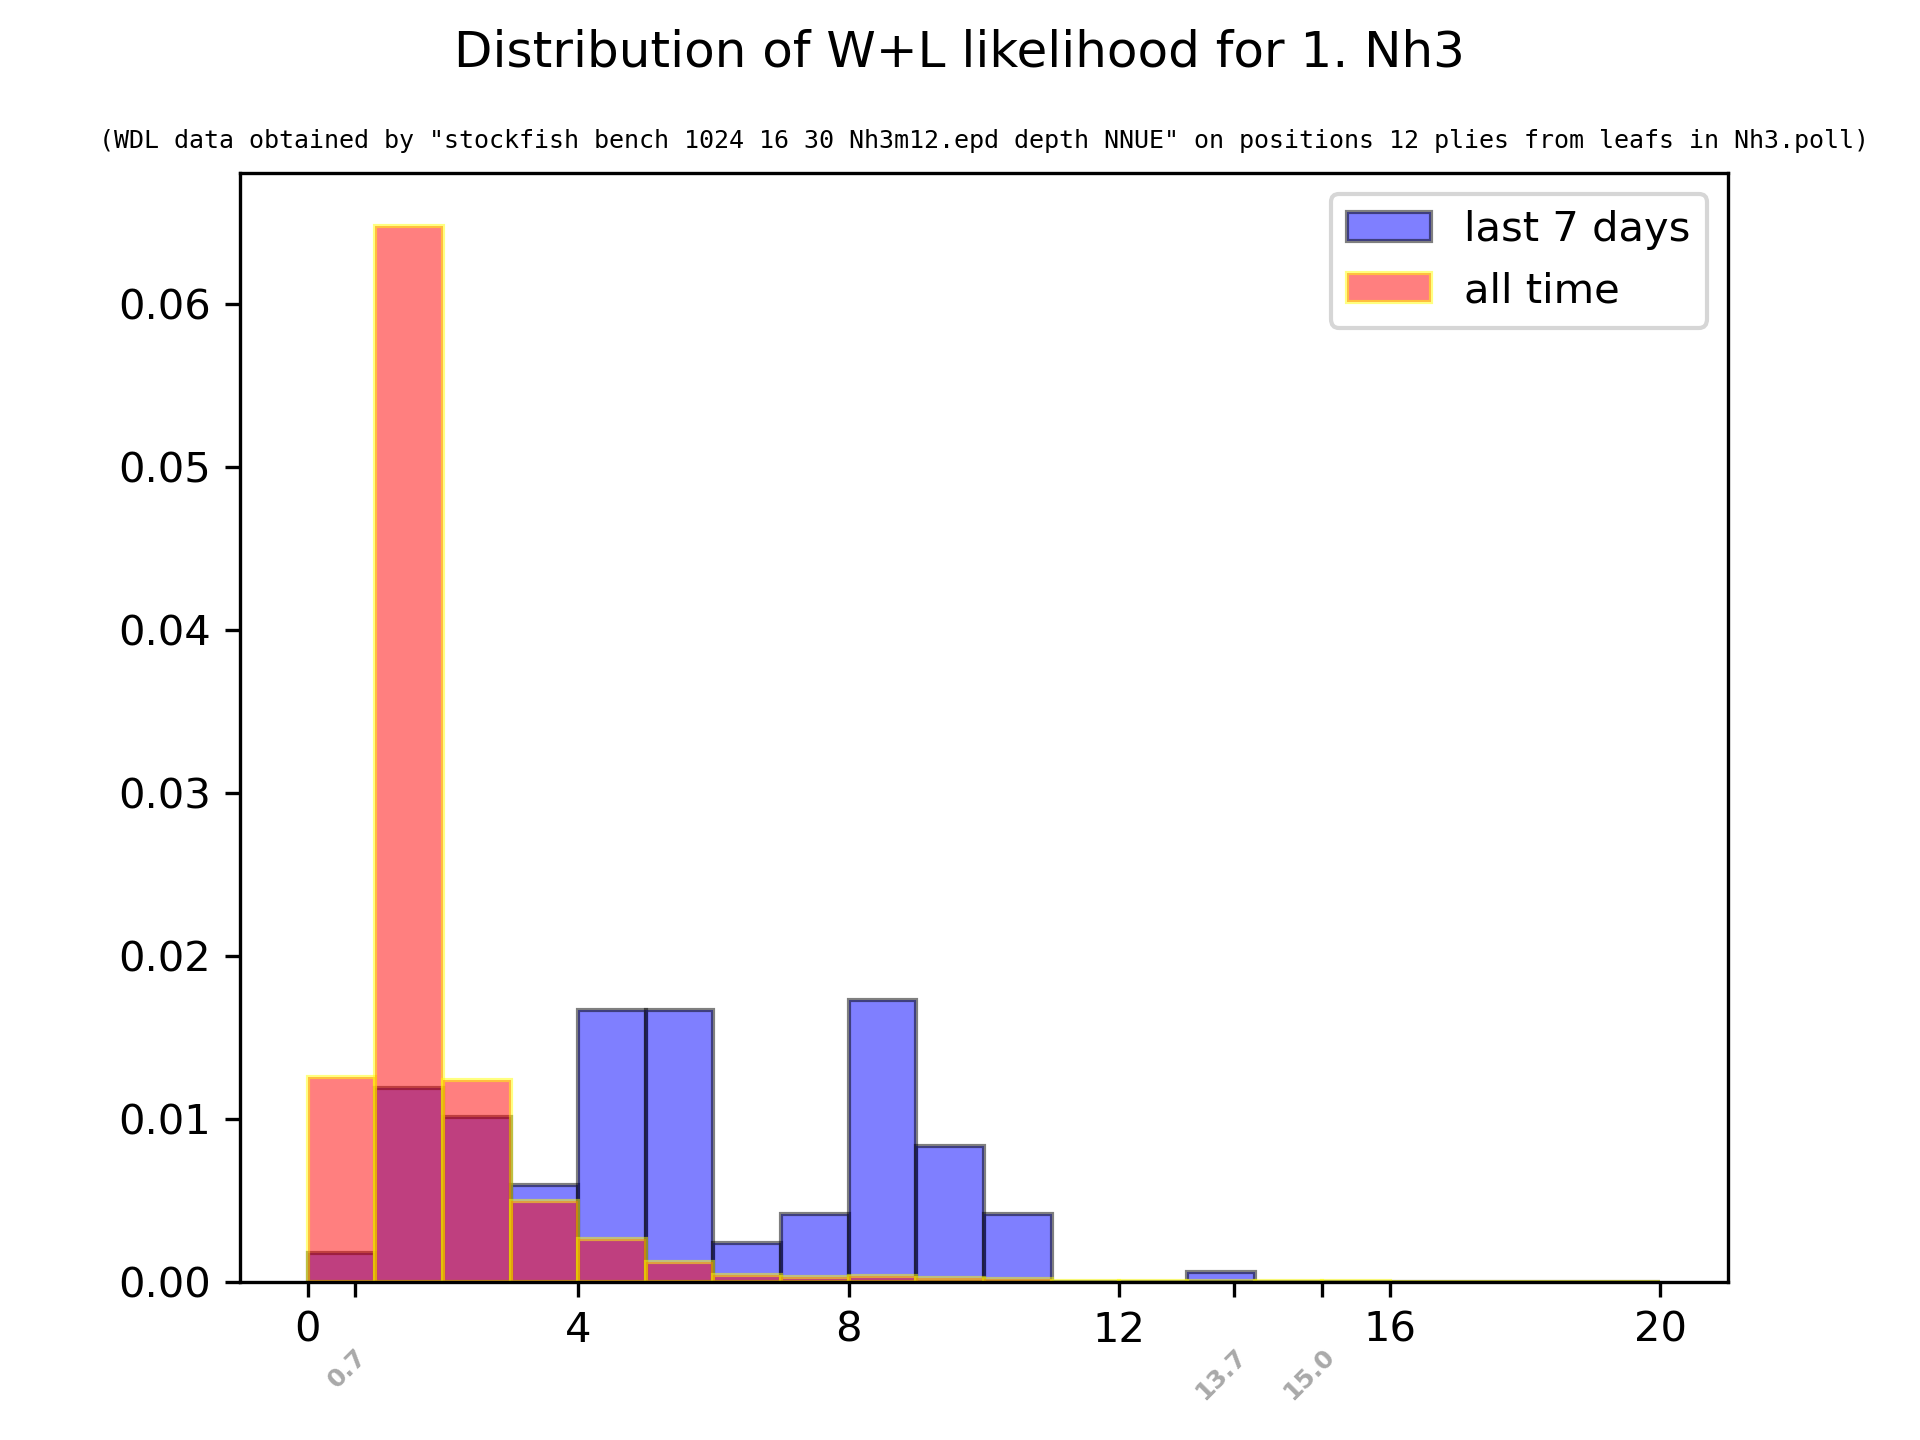 Distribution of W+L likelihood for 1. Nh3
(WDL data obtained by "stockfish bench 1024 16 30 Nh3m12.epd depth NNUE" on positions 12 plies from leafs in Nh3.poll)
last 7 days
all time
0.06
0.05
0.04
0.03
0.02
0.01
0.00
0 4 8 12 16 20
0.7 13.7 15.0